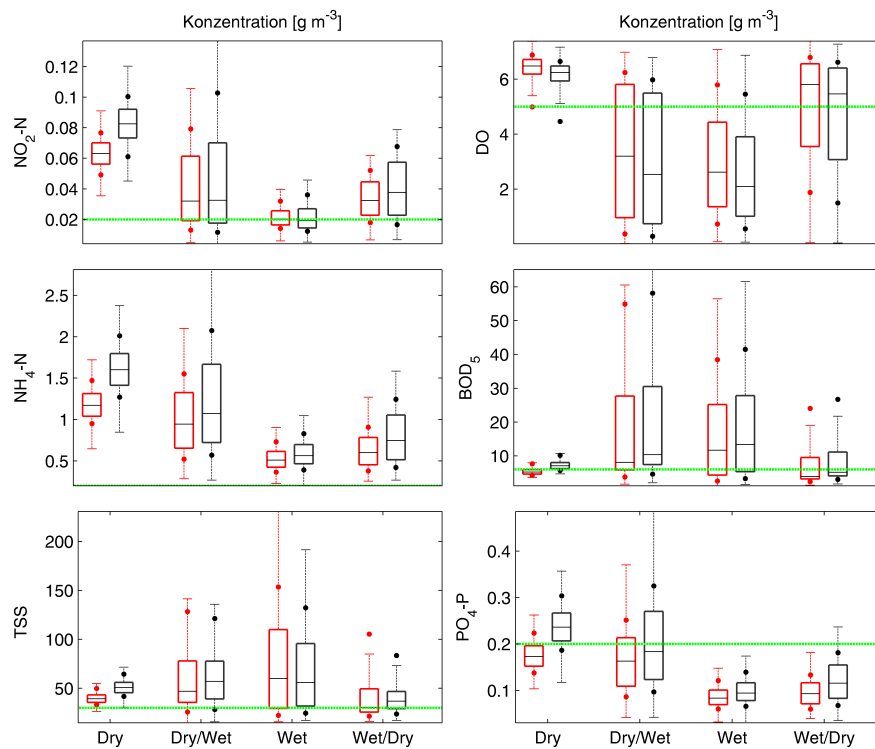 Konzentration [g m⁻³]
Konzentration [g m⁻³]
NO₂-N
0.12
0.1
0.08
0.06
0.04
0.02
DO
6
4
2
NH₄-N
2.5
2
1.5
1
0.5
BOD₅
60
50
40
30
20
10
TSS
200
150
100
50
PO₄-P
0.4
0.3
0.2
0.1
Dry Dry/Wet Wet Wet/Dry
Dry Dry/Wet Wet Wet/Dry